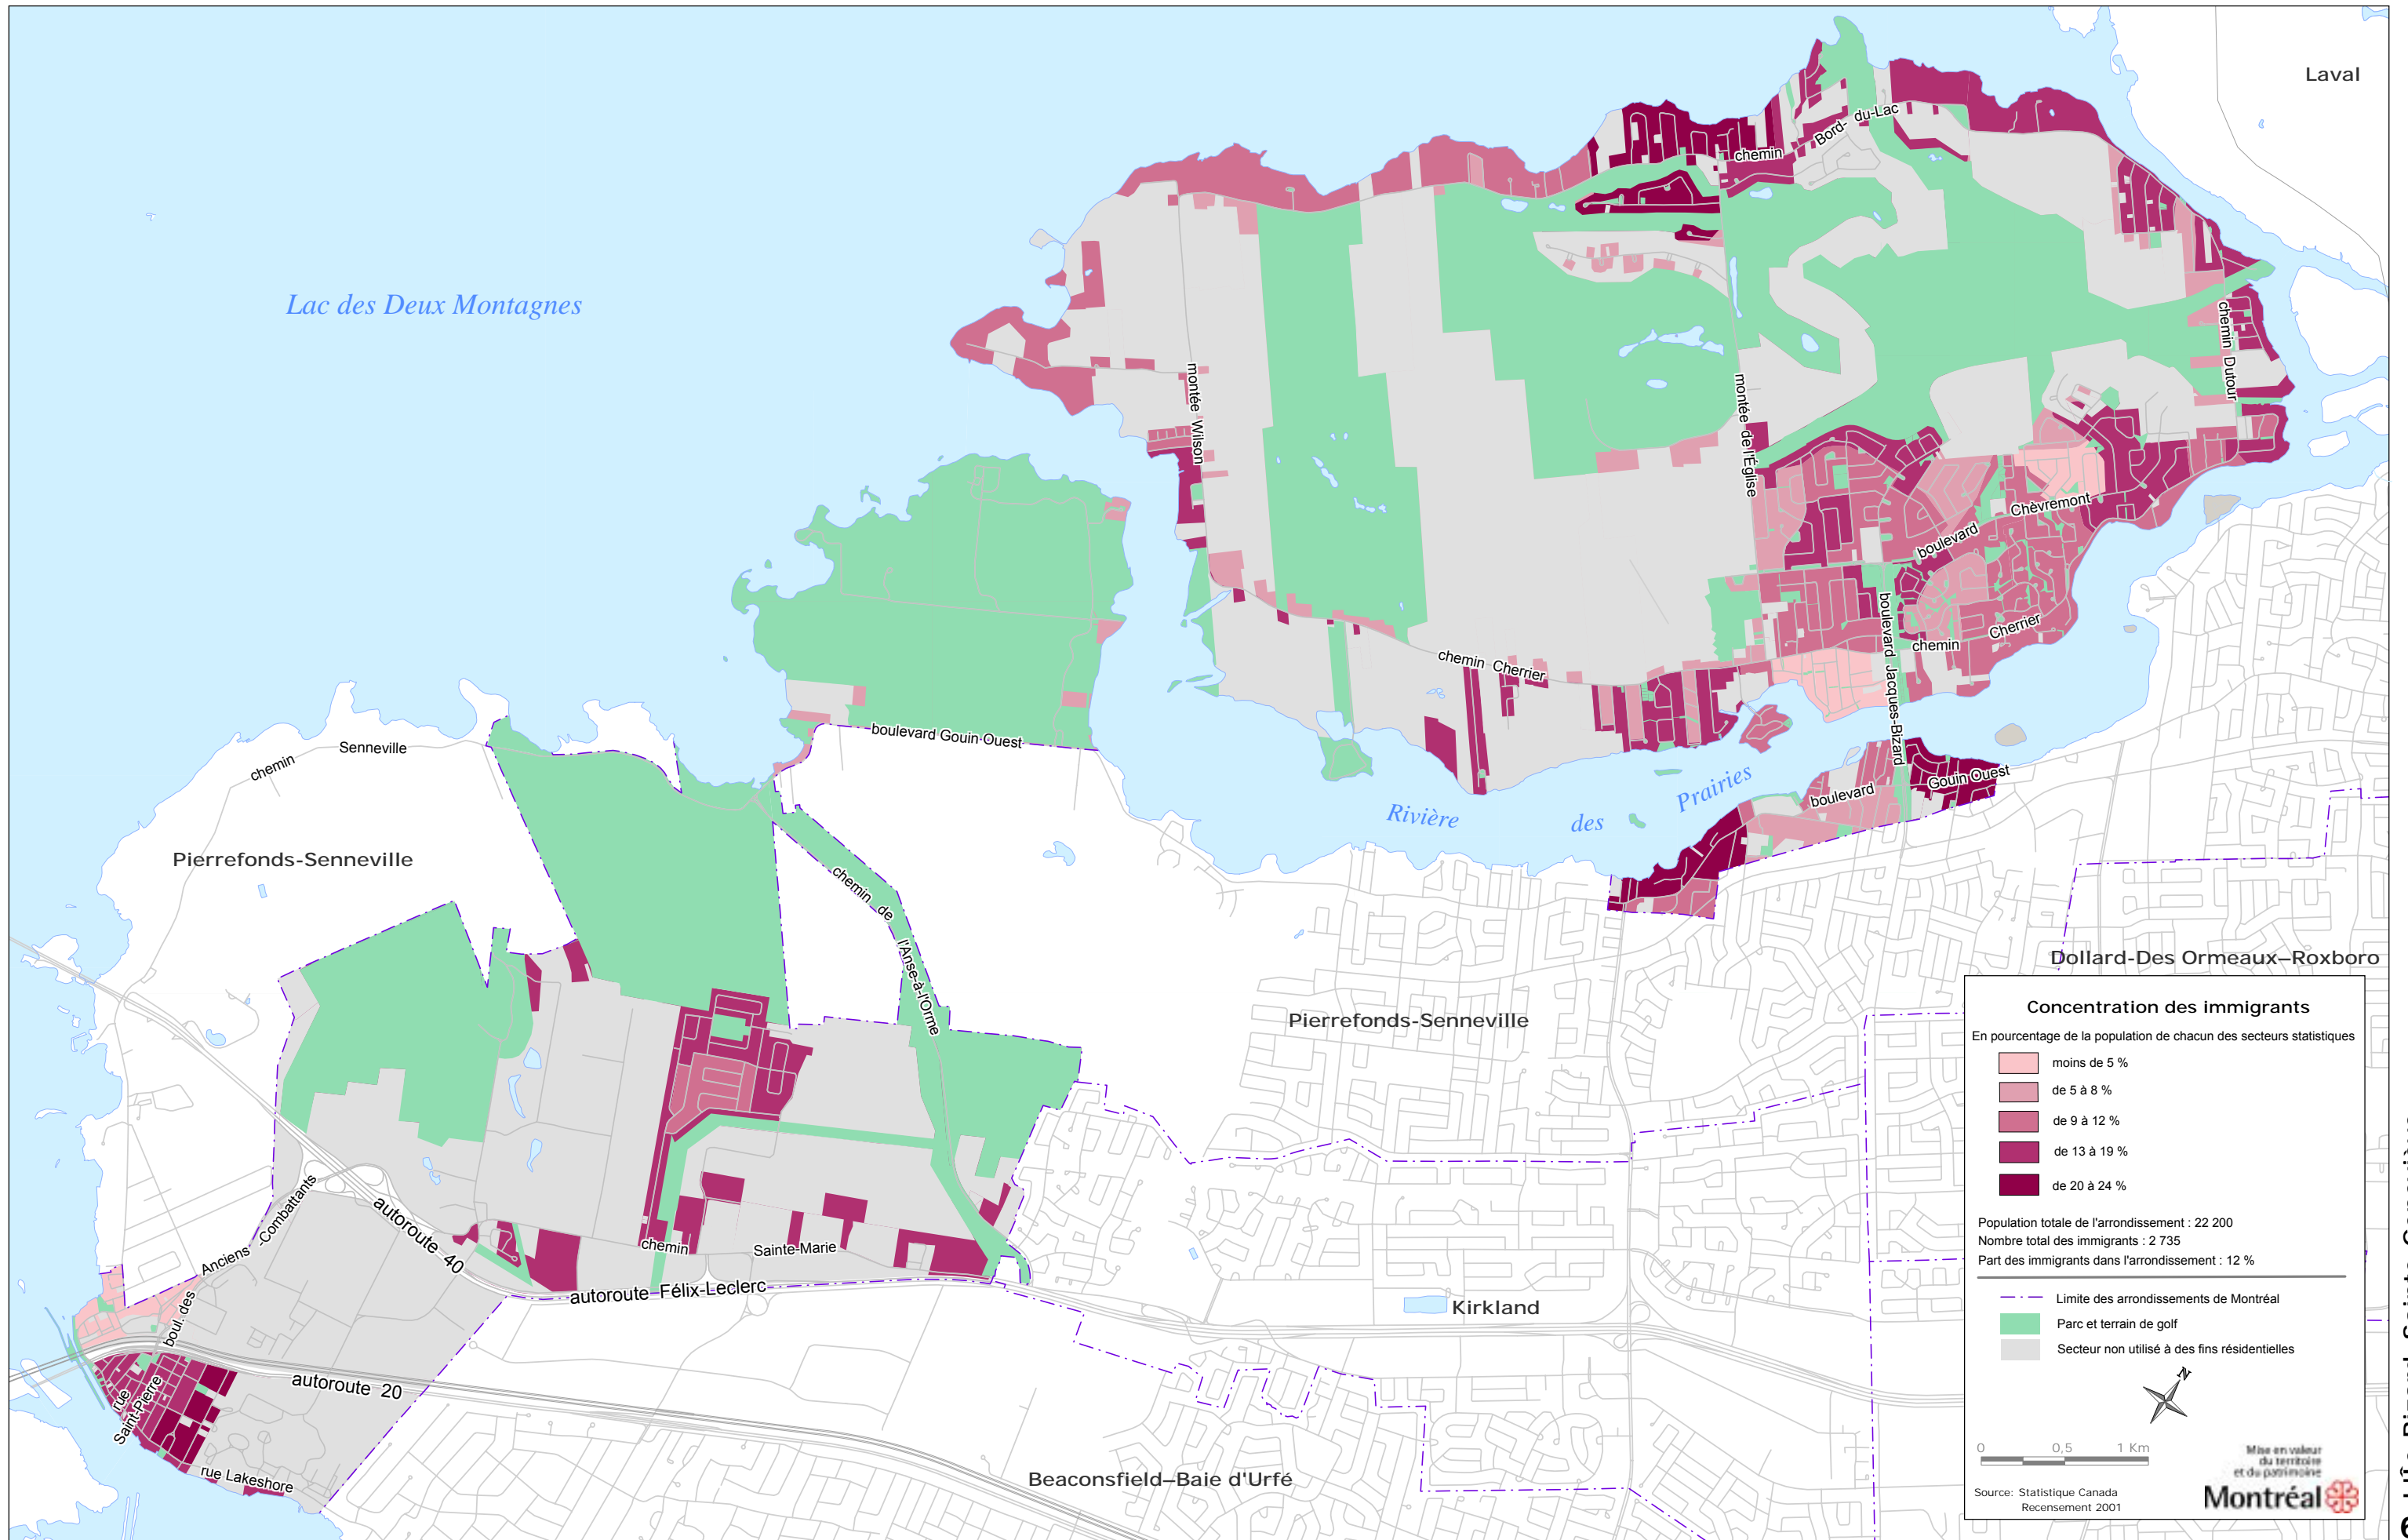 Laval
Lac des Deux Montagnes
chemin Bord- du-Lac
montée Wilson
montée de l'Église
chemin Dutour
boulevard Chèvremont
chemin Cherrier
chemin Cherrier
boulevard Jacques-Bizard
boulevard Gouin Ouest
boulevard Gouin Ouest
Rivière des Prairies
chemin Senneville
Pierrefonds-Senneville
chemin de l'Anse-à-l'Orme
Dollard-Des Ormeaux–Roxboro
Pierrefonds-Senneville
boul. des Anciens -Combattants
autoroute 40
chemin Sainte-Marie
autoroute Félix-Leclerc
Kirkland
autoroute 20
rue Saint-Pierre
rue Lakeshore
Beaconsfield–Baie d'Urfé
Concentration des immigrants
En pourcentage de la population de chacun des secteurs statistiques
moins de 5 %
de 5 à 8 %
de 9 à 12 %
de 13 à 19 %
de 20 à 24 %
Population totale de l'arrondissement : 22 200
Nombre total des immigrants : 2 735
Part des immigrants dans l'arrondissement : 12 %
Limite des arrondissements de Montréal
Parc et terrain de golf
Secteur non utilisé à des fins résidentielles
N
0 0,5 1 Km
Mise en valeur
du territoire
et du patrimoine
Montréal
Source: Statistique Canada
Recensement 2001